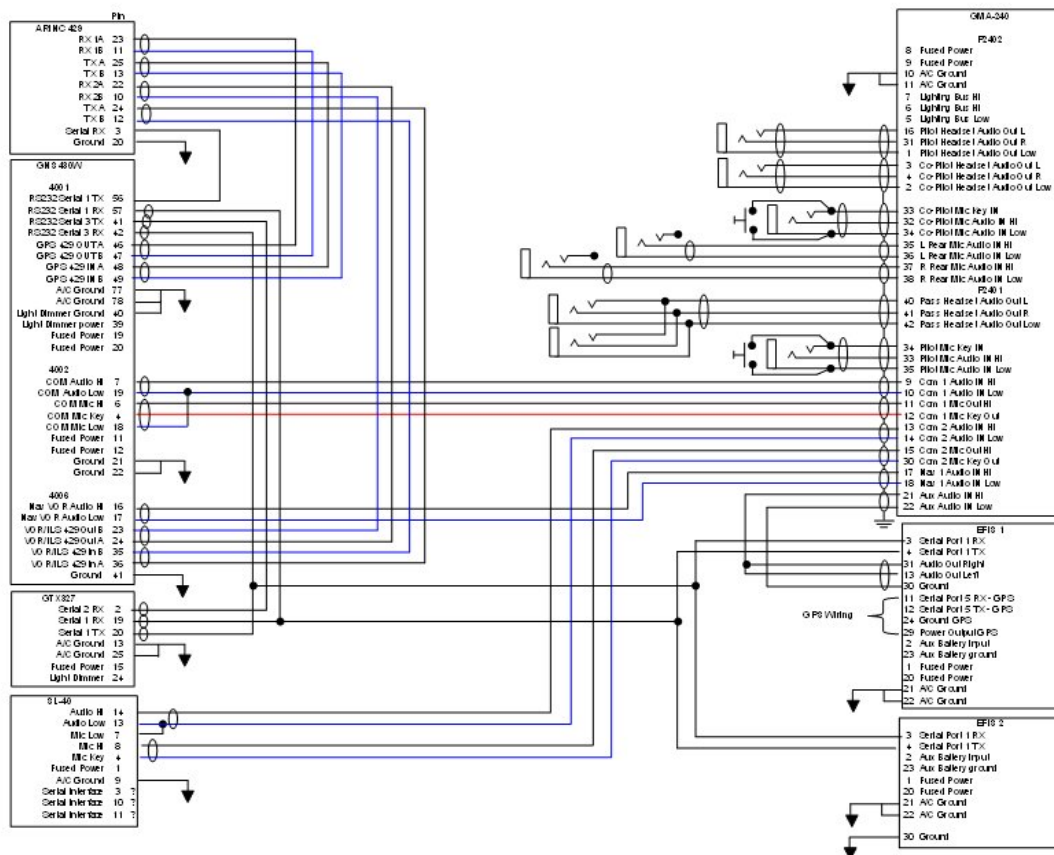 Pin
ARINC 429
RX 1A 23
RX 1B 11
TX A 25
TX B 13
RX 2A 22
RX 2B 10
TX A 24
TX B 12
Serial RX 3
Ground 20
GNS 480W
4001
RS232 Serial 1 TX 56
RS232 Serial 1 RX 57
RS232 Serial 3 TX 41
RS232 Serial 3 RX 42
GPS 429 OUT A 46
GPS 429 OUT B 47
GPS 429 IN A 48
GPS 429 IN B 49
A/C Ground 77
A/C Ground 78
Light Dimmer Ground 40
Light Dimmer power 39
Fused Power 19
Fused Power 20
4002
COM Audio Hi 7
COM Audio Low 19
COM Mic Hi 6
COM Mic Key 4
COM Mic Low 18
Fused Power 11
Fused Power 12
Ground 21
Ground 22
4006
Nav VOR Audio Hi 16
Nav VOR Audio Low 17
VOR/ILS 429 Out B 23
VOR/ILS 429 Out A 24
VOR/ILS 429 In B 35
VOR/ILS 429 In A 36
Ground 41
GTX327
Serial 2 RX 2
Serial 1 RX 19
Serial 1 TX 20
A/C Ground 13
A/C Ground 25
Fused Power 15
Light Dimmer 24
SL-40
Audio Hi 14
Audio Low 13
Mic Low 7
Mic Hi 8
Mic Key 4
Fused Power 1
A/C Ground 9
Serial Interface 3 ?
Serial Interface 10 ?
Serial Interface 11 ?
GMA-240
P2402
8 Fused Power
9 Fused Power
10 A/C Ground
11 A/C Ground
7 Lighting Bus Hi
6 Lighting Bus Hi
5 Lighting Bus Low
16 Pilot Headset Audio Out L
31 Pilot Headset Audio Out R
1 Pilot Headset Audio Out Low
3 Co-Pilot Headset Audio Out L
4 Co-Pilot Headset Audio Out R
2 Co-Pilot Headset Audio Out Low
33 Co-Pilot Mic Key IN
32 Co-Pilot Mic Audio IN Hi
34 Co-Pilot Mic Audio IN Low
35 L Rear Mic Audio IN Hi
36 L Rear Mic Audio IN Low
37 R Rear Mic Audio IN Hi
38 R Rear Mic Audio IN Low
P2401
40 Pass Headset Audio Out L
41 Pass Headset Audio Out R
42 Pass Headset Audio Out Low
34 Pilot Mic Key IN
33 Pilot Mic Audio IN Hi
35 Pilot Mic Audio IN Low
9 Com 1 Audio IN Hi
10 Com 1 Audio IN Low
11 Com 1 Mic Out Hi
12 Com 1 Mic Key Out
13 Com 2 Audio IN Hi
14 Com 2 Audio IN Low
15 Com 2 Mic Out Hi
30 Com 2 Mic Key Out
17 Nav 1 Audio IN Hi
18 Nav 1 Audio IN Low
21 Aux Audio IN Hi
22 Aux Audio IN Low
EFIS 1
3 Serial Port 1 RX
4 Serial Port 1 TX
31 Audio Out Right
13 Audio Out Left
30 Ground
11 Serial Port 5 RX - GPS
12 Serial Port 5 TX - GPS
24 Ground GPS
29 Power Output GPS
GPS Wiring
2 Aux Battery Input
23 Aux Battery ground
1 Fused Power
20 Fused Power
21 A/C Ground
22 A/C Ground
EFIS 2
3 Serial Port 1 RX
4 Serial Port 1 TX
2 Aux Battery Input
23 Aux Battery ground
1 Fused Power
20 Fused Power
21 A/C Ground
22 A/C Ground
30 Ground